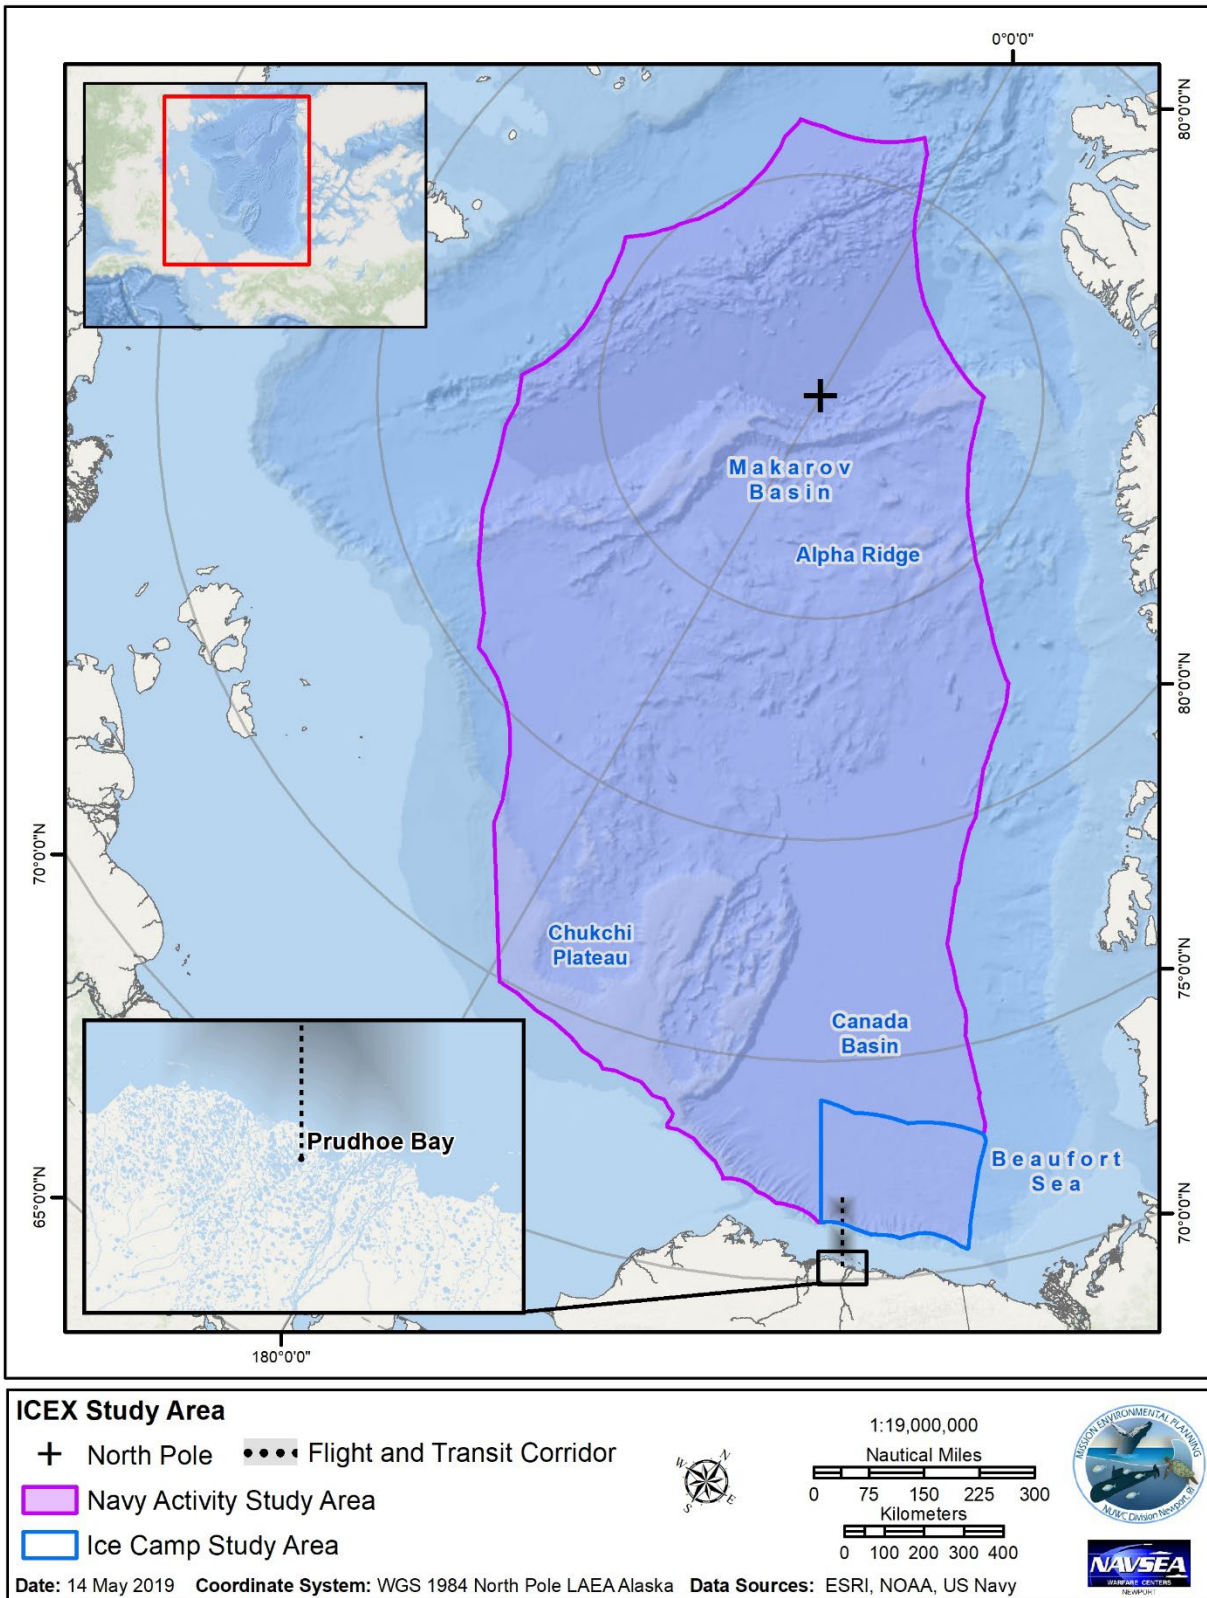 0°0'0"
80°0'0"N
Makarov
Basin
Alpha Ridge
80°0'0"N
70°0'0"N
Chukchi
Plateau
75°0'0"N
Canada
Basin
Prudhoe Bay
Beaufort
Sea
65°0'0"N
70°0'0"N
180°0'0"
ICEX Study Area
North Pole
Flight and Transit Corridor
Navy Activity Study Area
Ice Camp Study Area
N
W
E
S
1:19,000,000
Nautical Miles
0 75 150 225 300
Kilometers
0 100 200 300 400
MISSION ENVIRONMENTAL PLANNING
NUWC Division Newport, RI
NAVSEA
WARFARE CENTERS
NEWPORT
Date: 14 May 2019 Coordinate System: WGS 1984 North Pole LAEA Alaska Data Sources: ESRI, NOAA, US Navy